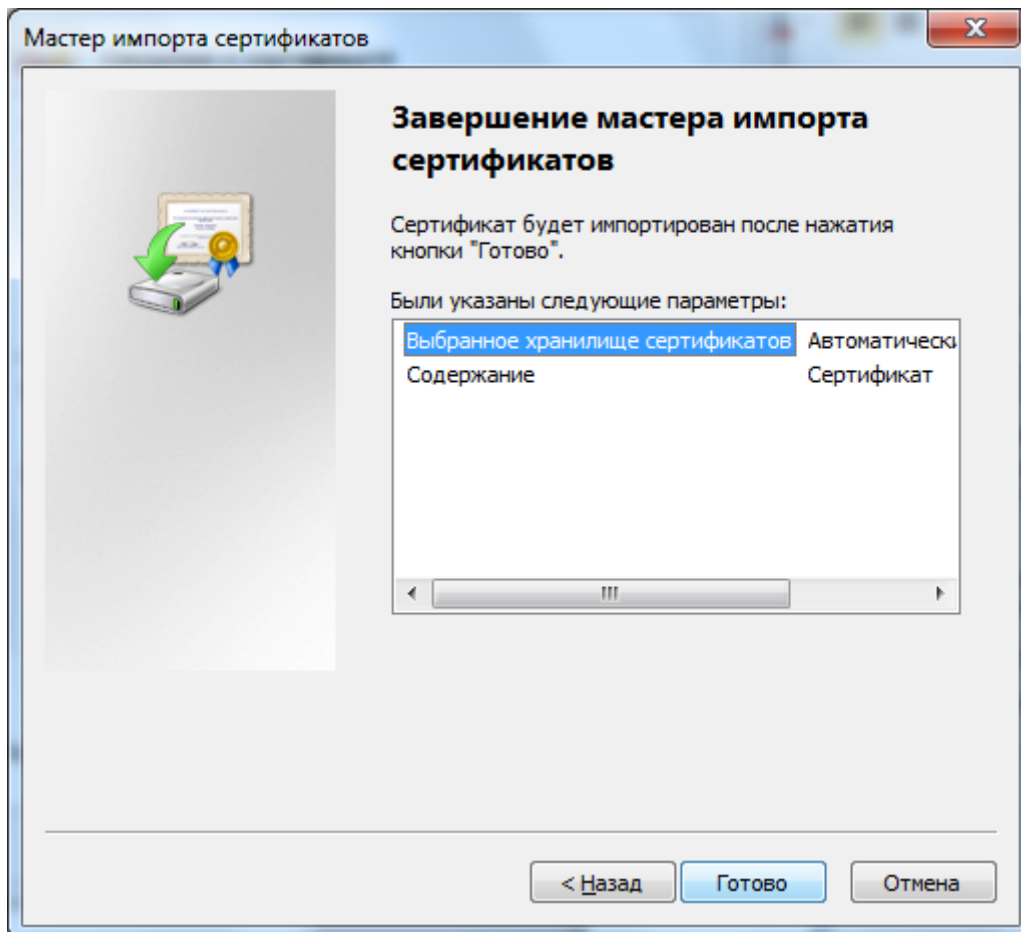 Мастер импорта сертификатов
Завершение мастера импорта
сертификатов
Сертификат будет импортирован после нажатия
кнопки "Готово".
Были указаны следующие параметры:
Выбранное хранилище сертификатов Автоматически
Содержание Сертификат
< Назад Готово Отмена